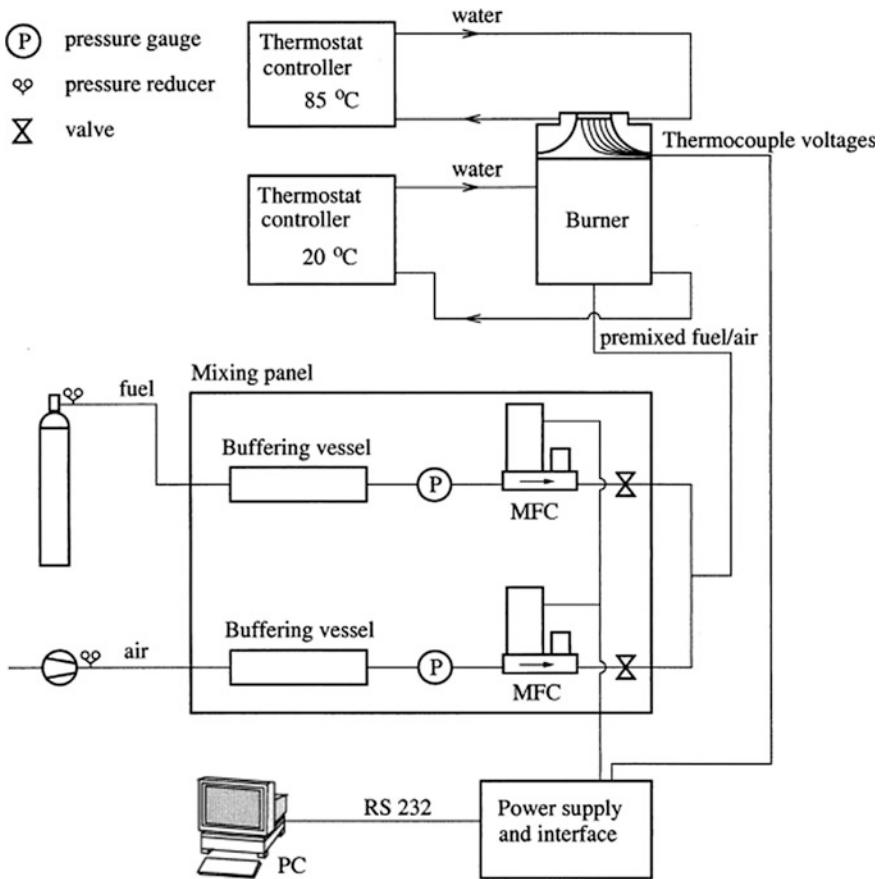 P pressure gauge
pressure reducer
valve
water
Thermostat
controller
85 °C
Thermocouple voltages
water
Thermostat
controller
20 °C
Burner
premixed fuel/air
Mixing panel
fuel
Buffering vessel
P
MFC
Buffering vessel
air
P
MFC
RS 232
Power supply
and interface
PC